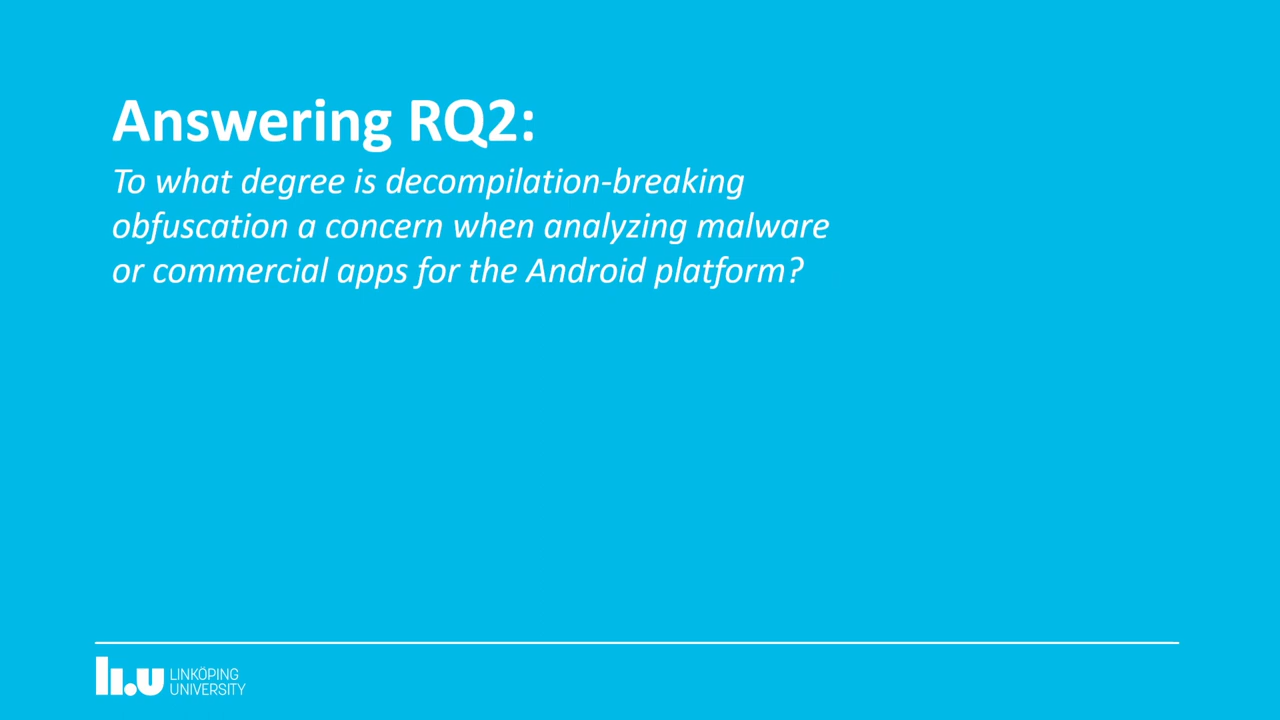 Answering RQ2:
To what degree is decompilation-breaking
obfuscation a concern when analyzing malware
or commercial apps for the Android platform?
LINKÖPING
li.u UNIVERSITY